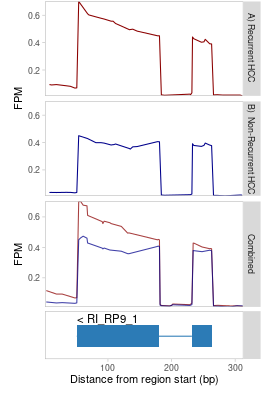 0.6
0.4
0.2
FPM
A) Recurrent HCC
0.6
0.4
0.2
B) Non-Recurrent HCC
0.6
0.4
0.2
FPM
Combined
< RI_RP9_1
100
200
300
Distance from region start (bp)